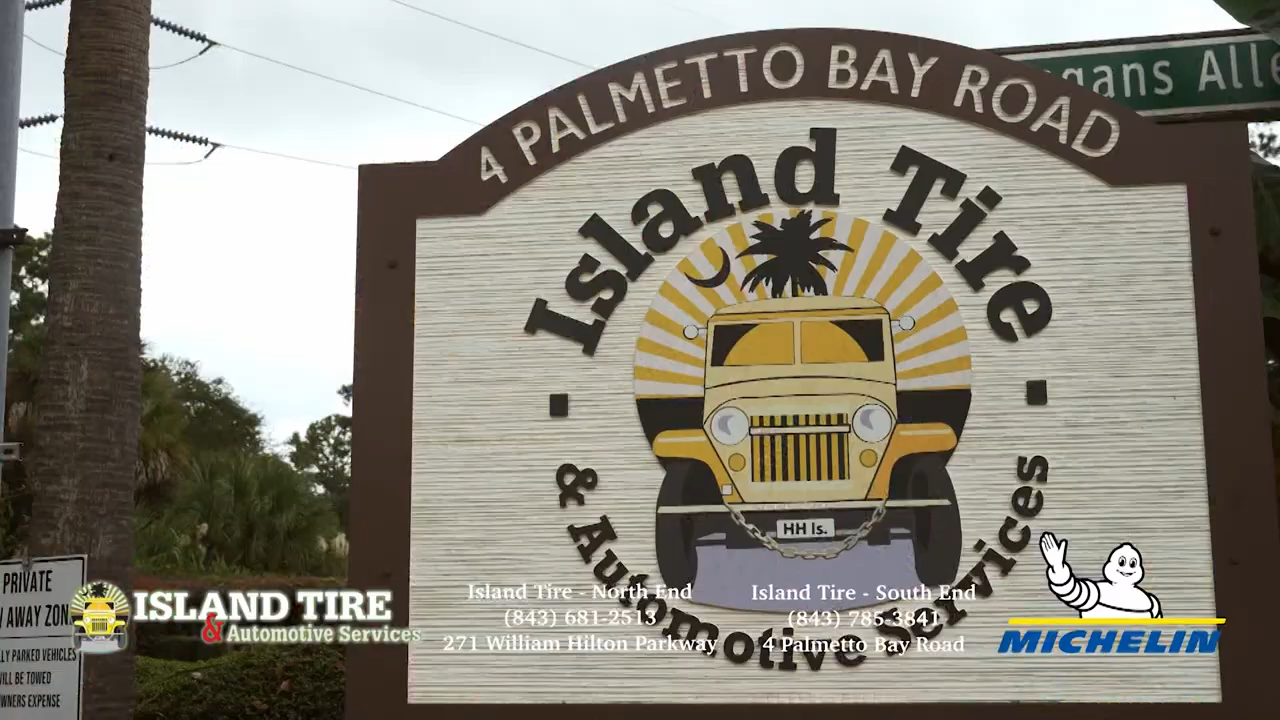 4 PALMETTO BAY ROAD
gans Alle
Island Tire
& Automotive Services
HH Is.
PRIVATE
AWAY ZON
LY PARKED VEHICLES
ILL BE TOWED
WNERS EXPENSE
ISLAND TIRE
& Automotive Services
Island Tire - North End
(843) 681-2513
271 William Hilton Parkway
Island Tire - South End
(843) 785-3841
4 Palmetto Bay Road
MICHELIN